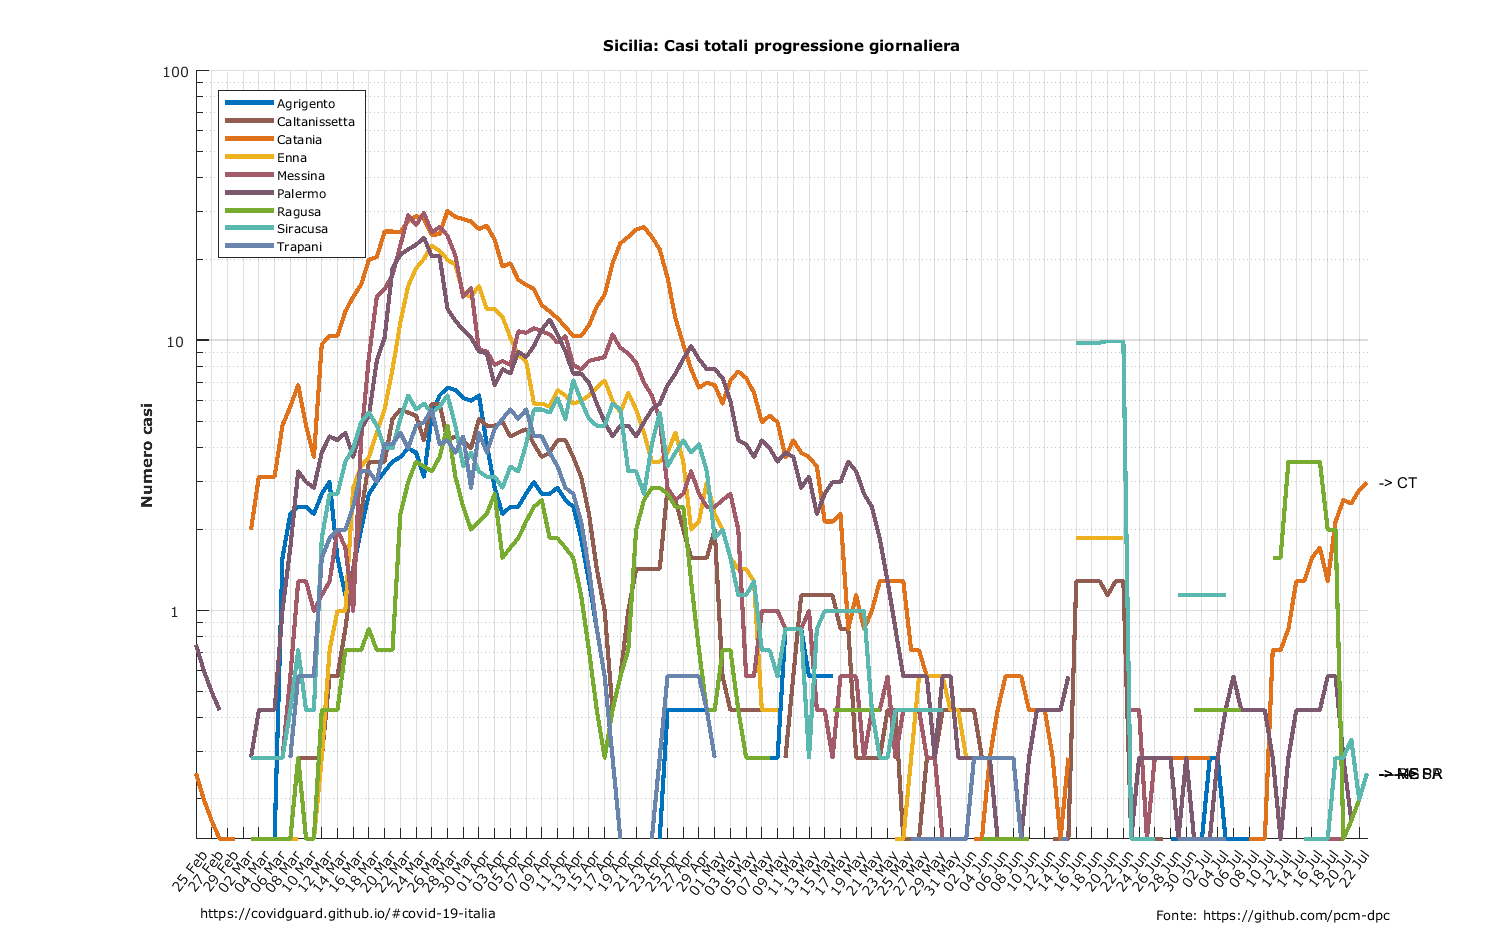 Sicilia: Casi totali progressione giornaliera
Numero casi
100
10
1
Agrigento
Caltanissetta
Catania
Enna
Messina
Palermo
Ragusa
Siracusa
Trapani
-> CT
25 Feb
27 Feb
29 Feb
02 Mar
04 Mar
06 Mar
08 Mar
10 Mar
12 Mar
14 Mar
16 Mar
18 Mar
20 Mar
22 Mar
24 Mar
26 Mar
28 Mar
30 Mar
01 Apr
03 Apr
05 Apr
07 Apr
09 Apr
11 Apr
13 Apr
15 Apr
17 Apr
19 Apr
21 Apr
23 Apr
25 Apr
27 Apr
29 Apr
01 May
03 May
05 May
07 May
09 May
11 May
13 May
15 May
17 May
19 May
21 May
23 May
25 May
27 May
29 May
31 May
02 Jun
04 Jun
06 Jun
08 Jun
10 Jun
12 Jun
14 Jun
16 Jun
18 Jun
20 Jun
22 Jun
24 Jun
26 Jun
28 Jun
30 Jun
02 Jul
04 Jul
06 Jul
08 Jul
10 Jul
12 Jul
14 Jul
16 Jul
18 Jul
20 Jul
22 Jul
https://covidguard.github.io/#covid-19-italia
Fonte: https://github.com/pcm-dpc